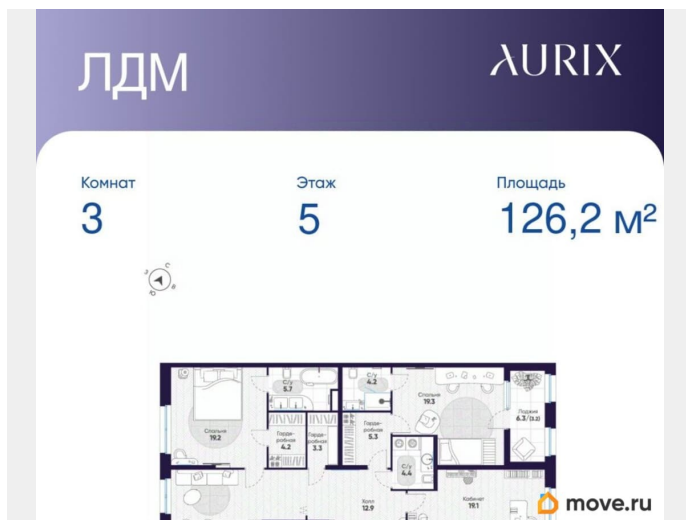 ЛДМ
AURIX
Комнат
Этаж
Площадь
3
5
126,2 м²
С
З
В
Ю
С/у
5.7
С/у
4.2
Спальня
19.3
Лоджия
6.3/(3.2)
Спальня
19.2
Гарде-
робная
4.2
Гарде-
робная
3.3
Гарде-
робная
5.3
С/у
4.4
Холл
12.9
Кабинет
19.1
move.ru